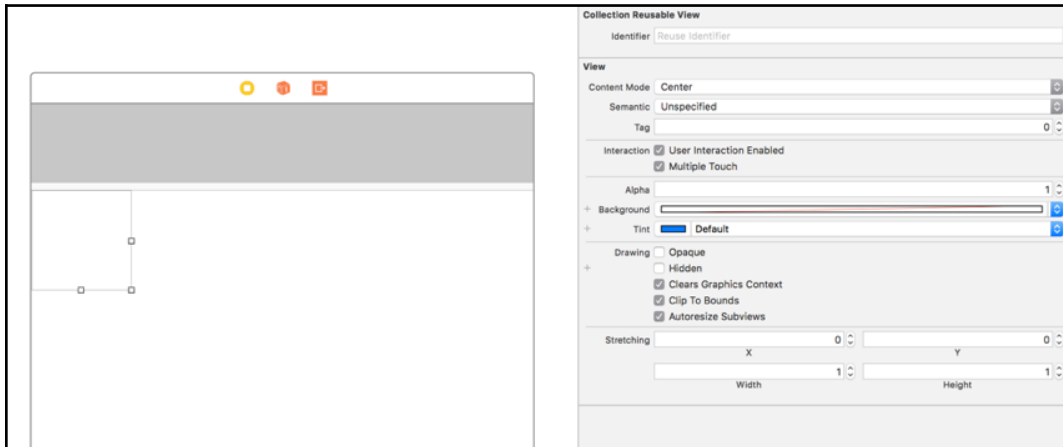 Collection Reusable View
Identifier Reuse Identifier
View
Content Mode Center
Semantic Unspecified
Tag 0
Interaction User Interaction Enabled
Multiple Touch
Alpha 1
+ Background
+ Tint Default
Drawing Opaque
+ Hidden
Clears Graphics Context
Clip To Bounds
Autoresize Subviews
Stretching 0 0
X Y
1 1
Width Height